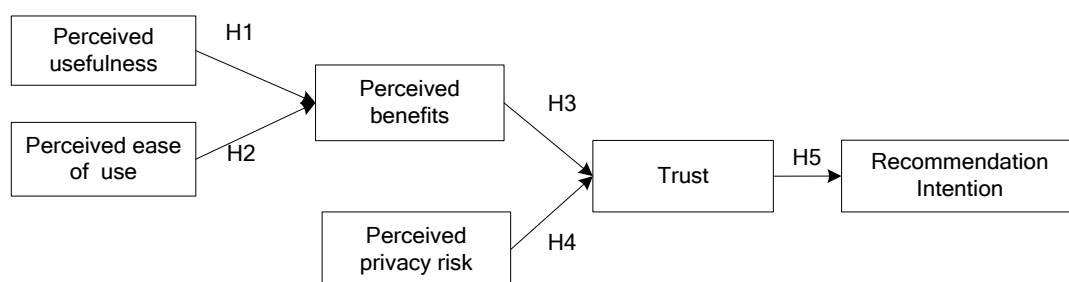 Perceived
usefulness
H1
Perceived ease
of use
H2
Perceived
benefits
H3
Perceived
privacy risk
H4
Trust
H5
Recommendation
Intention